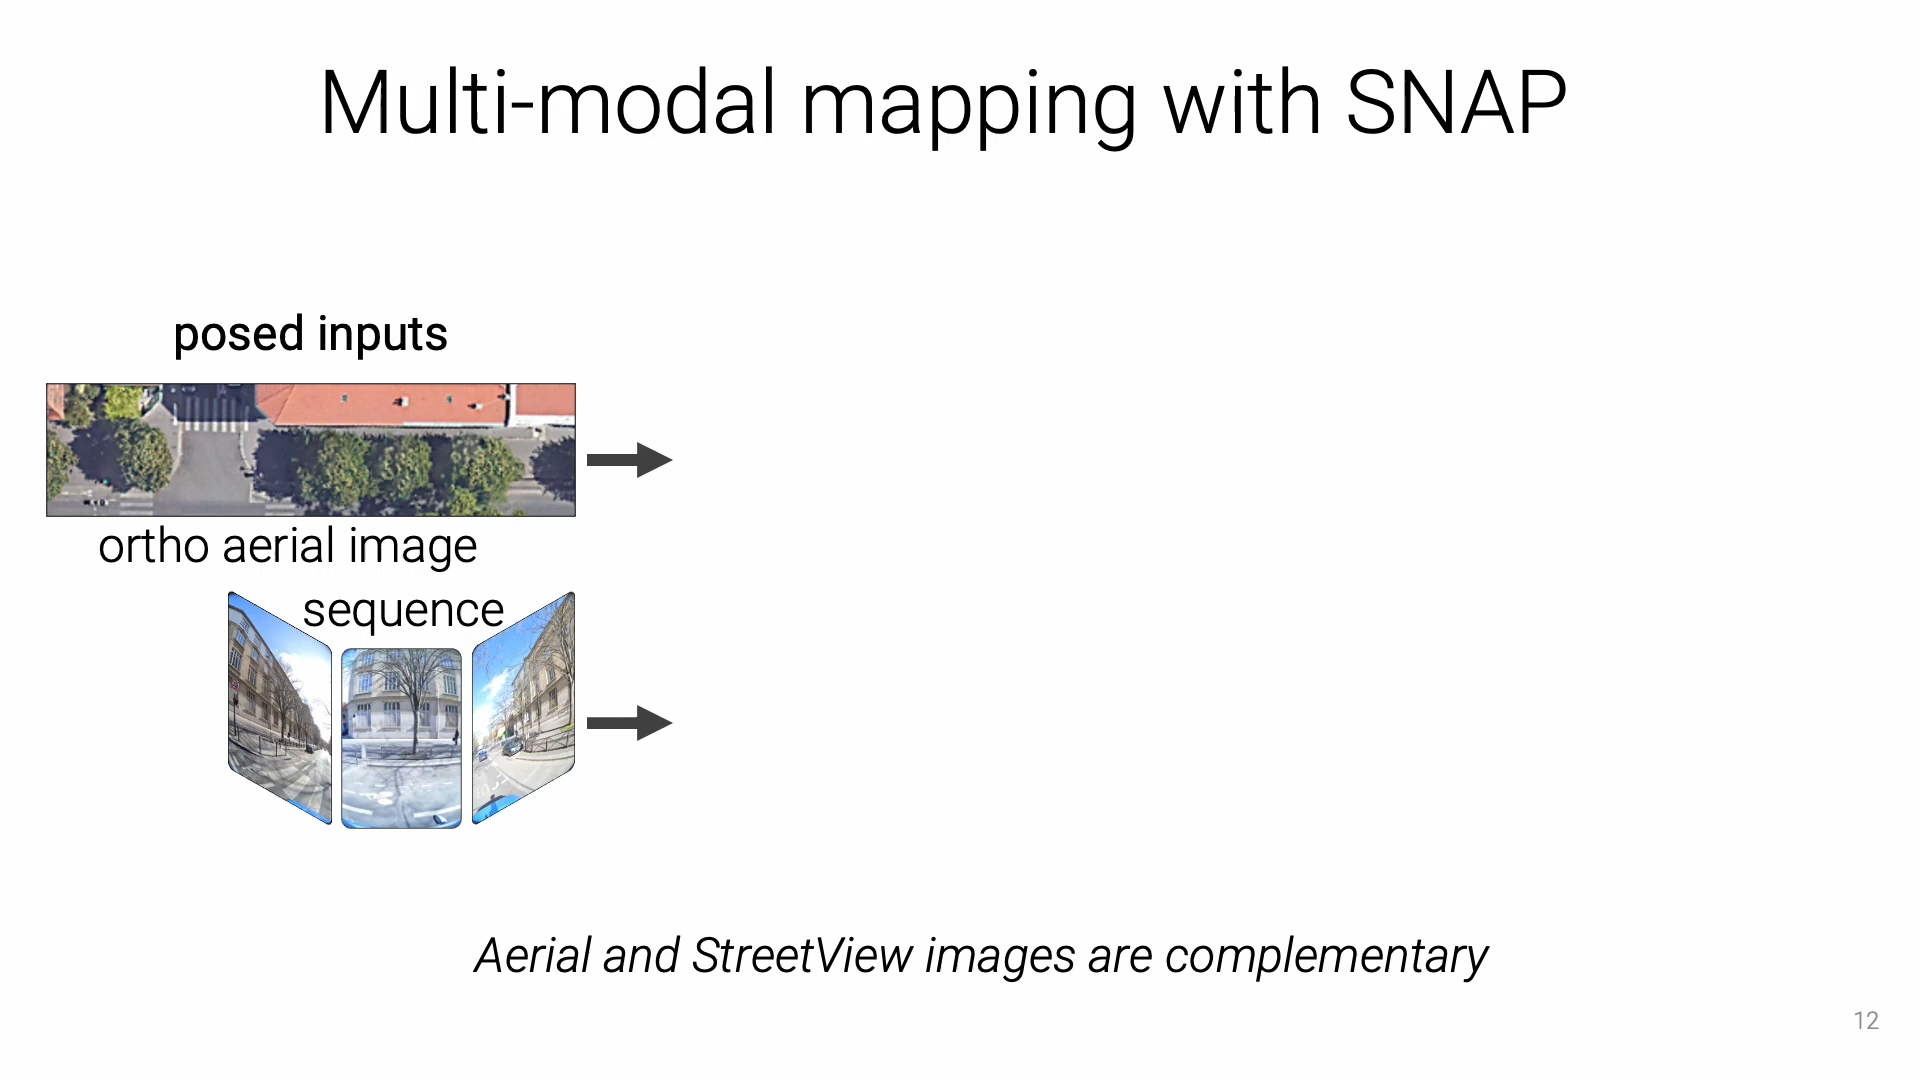 Multi-modal mapping with SNAP
posed inputs
ortho aerial image
sequence
Aerial and StreetView images are complementary
12